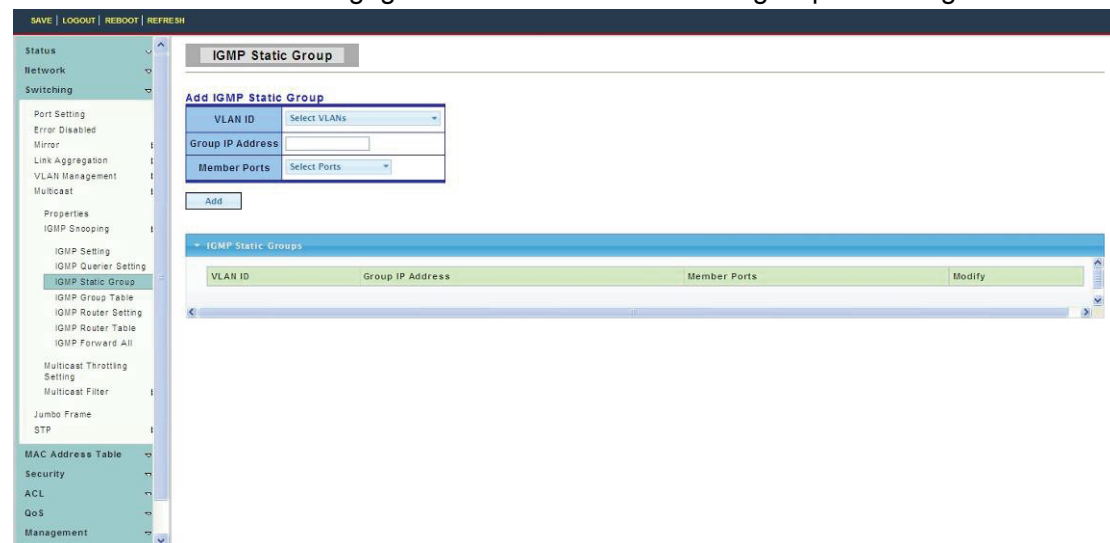 SAVE | LOGOUT | REBOOT | REFRESH
Status
Network
Switching
Port Setting
Error Disabled
Mirror
Link Aggregation
VLAN Management
Multicast
Properties
IGMP Snooping
IGMP Setting
IGMP Querier Setting
IGMP Static Group
IGMP Group Table
IGMP Router Setting
IGMP Router Table
IGMP Forward All
Multicast Throttling
Setting
Multicast Filter
Jumbo Frame
STP
MAC Address Table
Security
ACL
QoS
Management
IGMP Static Group
Add IGMP Static Group
VLAN ID Select VLANs
Group IP Address
Member Ports Select Ports
Add
IGMP Static Groups
VLAN ID Group IP Address Member Ports Modify